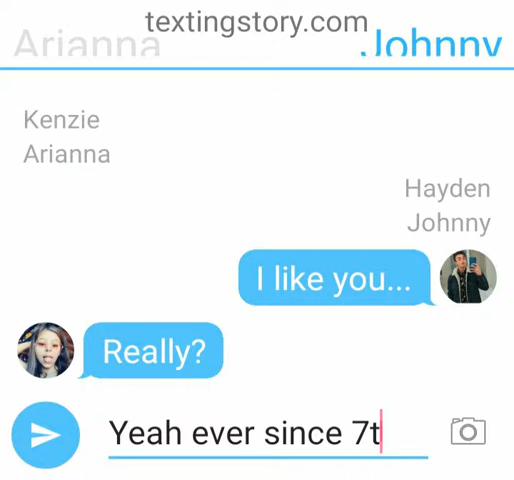 textingstory.com
Arianna Johnny
Kenzie
Arianna
Hayden
Johnny
I like you...
Really?
Yeah ever since 7t